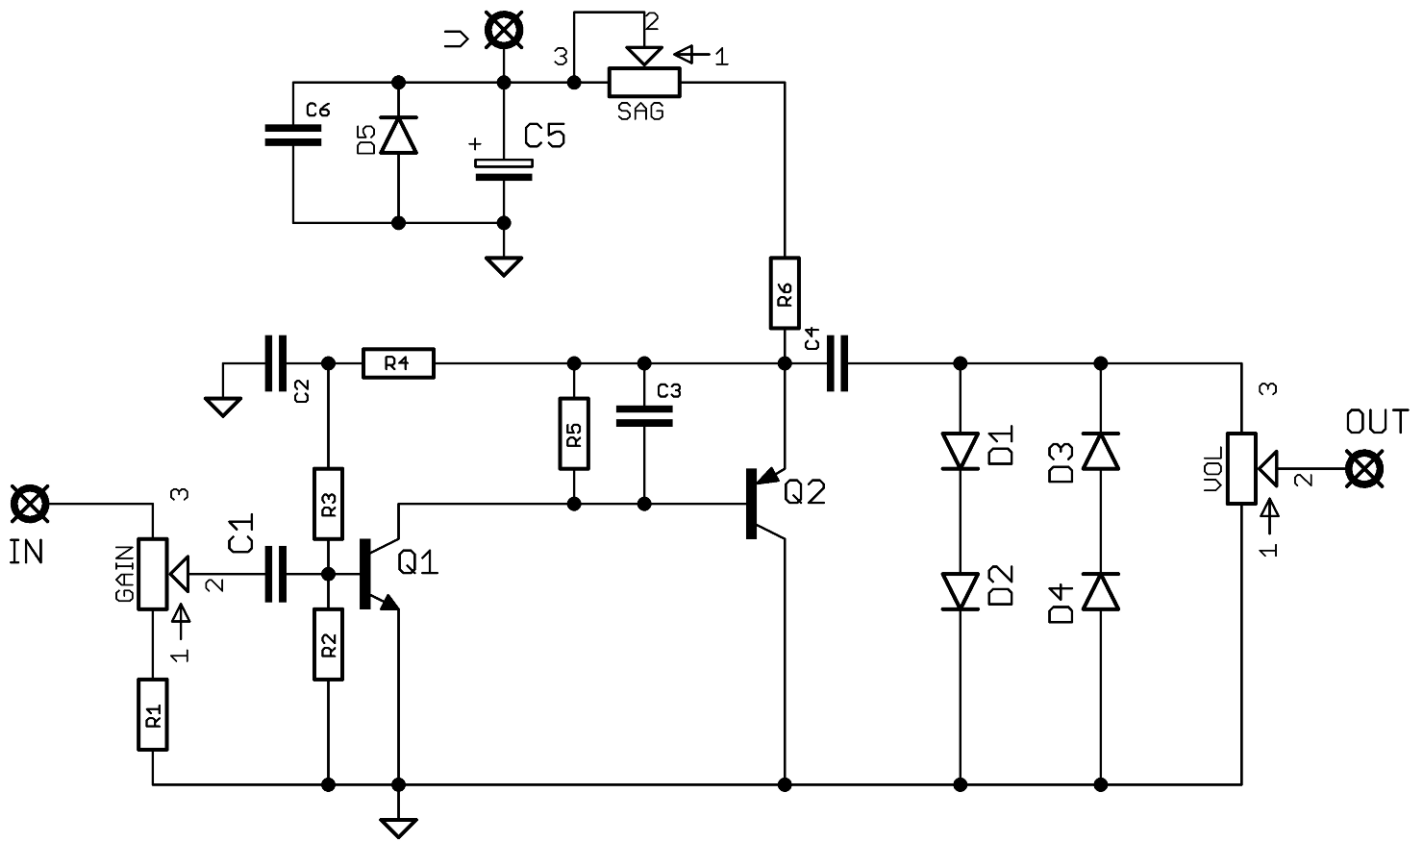 U
2
3
1
SAG
C6
D5
+
C5
R6
C4
C2
R4
R5
C3
3
OUT
D1
D3
VOL
2
1
Q2
IN
3
GAIN
2
1
C1
R3
Q1
D2
D4
R2
R1